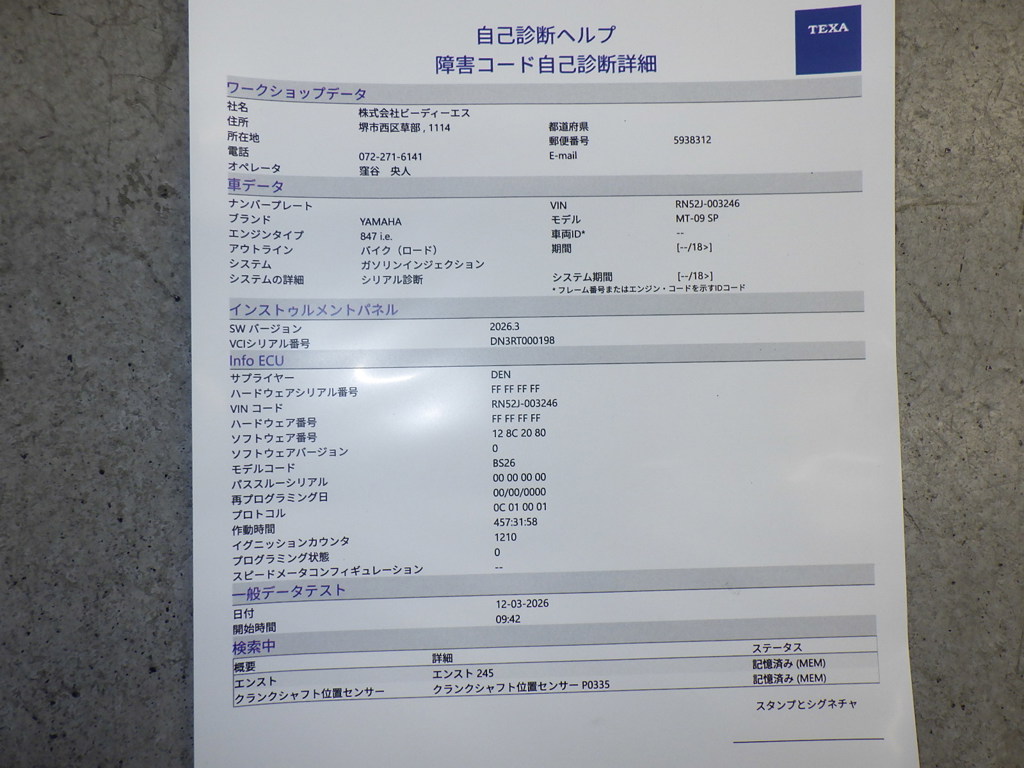 自己診断ヘルプ
TEXA
障害コード自己診断詳細
ワークショップデータ
社名 株式会社ビーディーエス
住所 堺市西区草部 , 1114 都道府県
所在地 郵便番号 5938312
電話 072-271-6141 E-mail
オペレータ 窪谷 央人
車データ
ナンバープレート VIN RN52J-003246
ブランド YAMAHA モデル MT-09 SP
エンジンタイプ 847 i.e. 車両ID* --
アウトライン バイク（ロード） 期間 [--/18>]
システム ガソリンインジェクション
システムの詳細 シリアル診断 システム期間 [--/18>]
* フレーム番号またはエンジン・コードを示すIDコード
インストゥルメントパネル
SW バージョン 2026.3
VCIシリアル番号 DN3RT000198
Info ECU
サプライヤー DEN
ハードウェアシリアル番号 FF FF FF FF
VIN コード RN52J-003246
ハードウェア番号 FF FF FF FF
ソフトウェア番号 12 8C 20 80
ソフトウェアバージョン 0
モデルコード BS26
パススルーシリアル 00 00 00 00
再プログラミング日 00/00/0000
プロトコル 0C 01 00 01
作動時間 457:31:58
イグニッションカウンタ 1210
プログラミング状態 0
スピードメータコンフィギュレーション --
一般データテスト
日付 12-03-2026
開始時間 09:42
検索中
概要 詳細 ステータス
エンスト エンスト 245 記憶済み (MEM)
クランクシャフト位置センサー クランクシャフト位置センサー P0335 記憶済み (MEM)
スタンプとシグネチャ